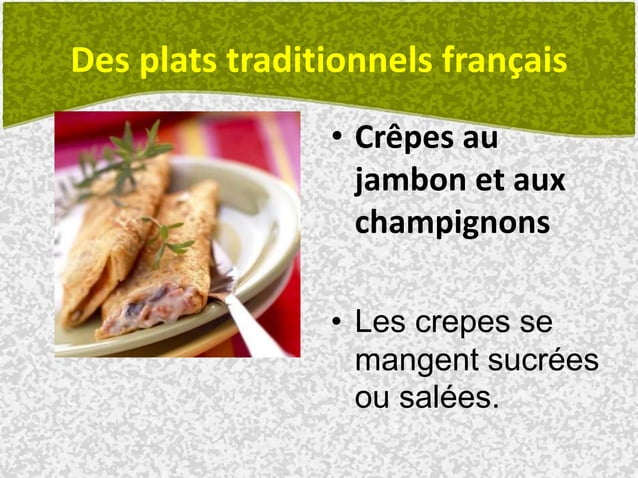 Des plats traditionnels français
• Crêpes au
jambon et aux
champignons
• Les crepes se
mangent sucrées
ou salées.